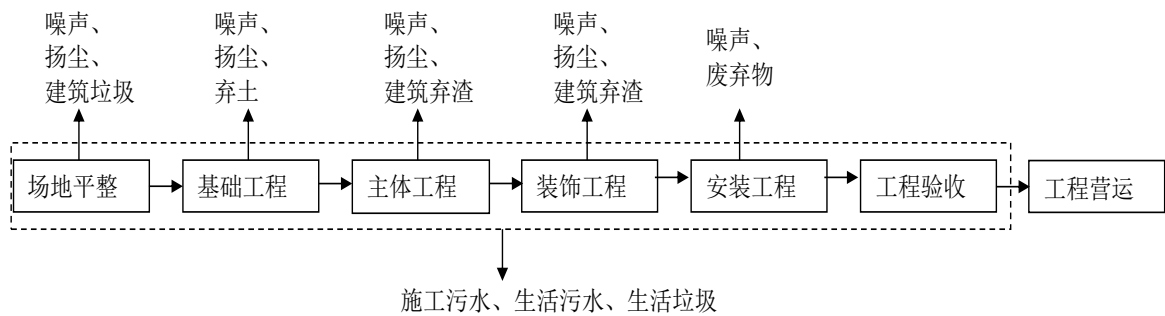 噪声、
扬尘、
建筑垃圾
噪声、
扬尘、
弃土
噪声、
扬尘、
建筑弃渣
噪声、
扬尘、
建筑弃渣
噪声、
废弃物
场地平整
基础工程
主体工程
装饰工程
安装工程
工程验收
工程营运
施工污水、生活污水、生活垃圾